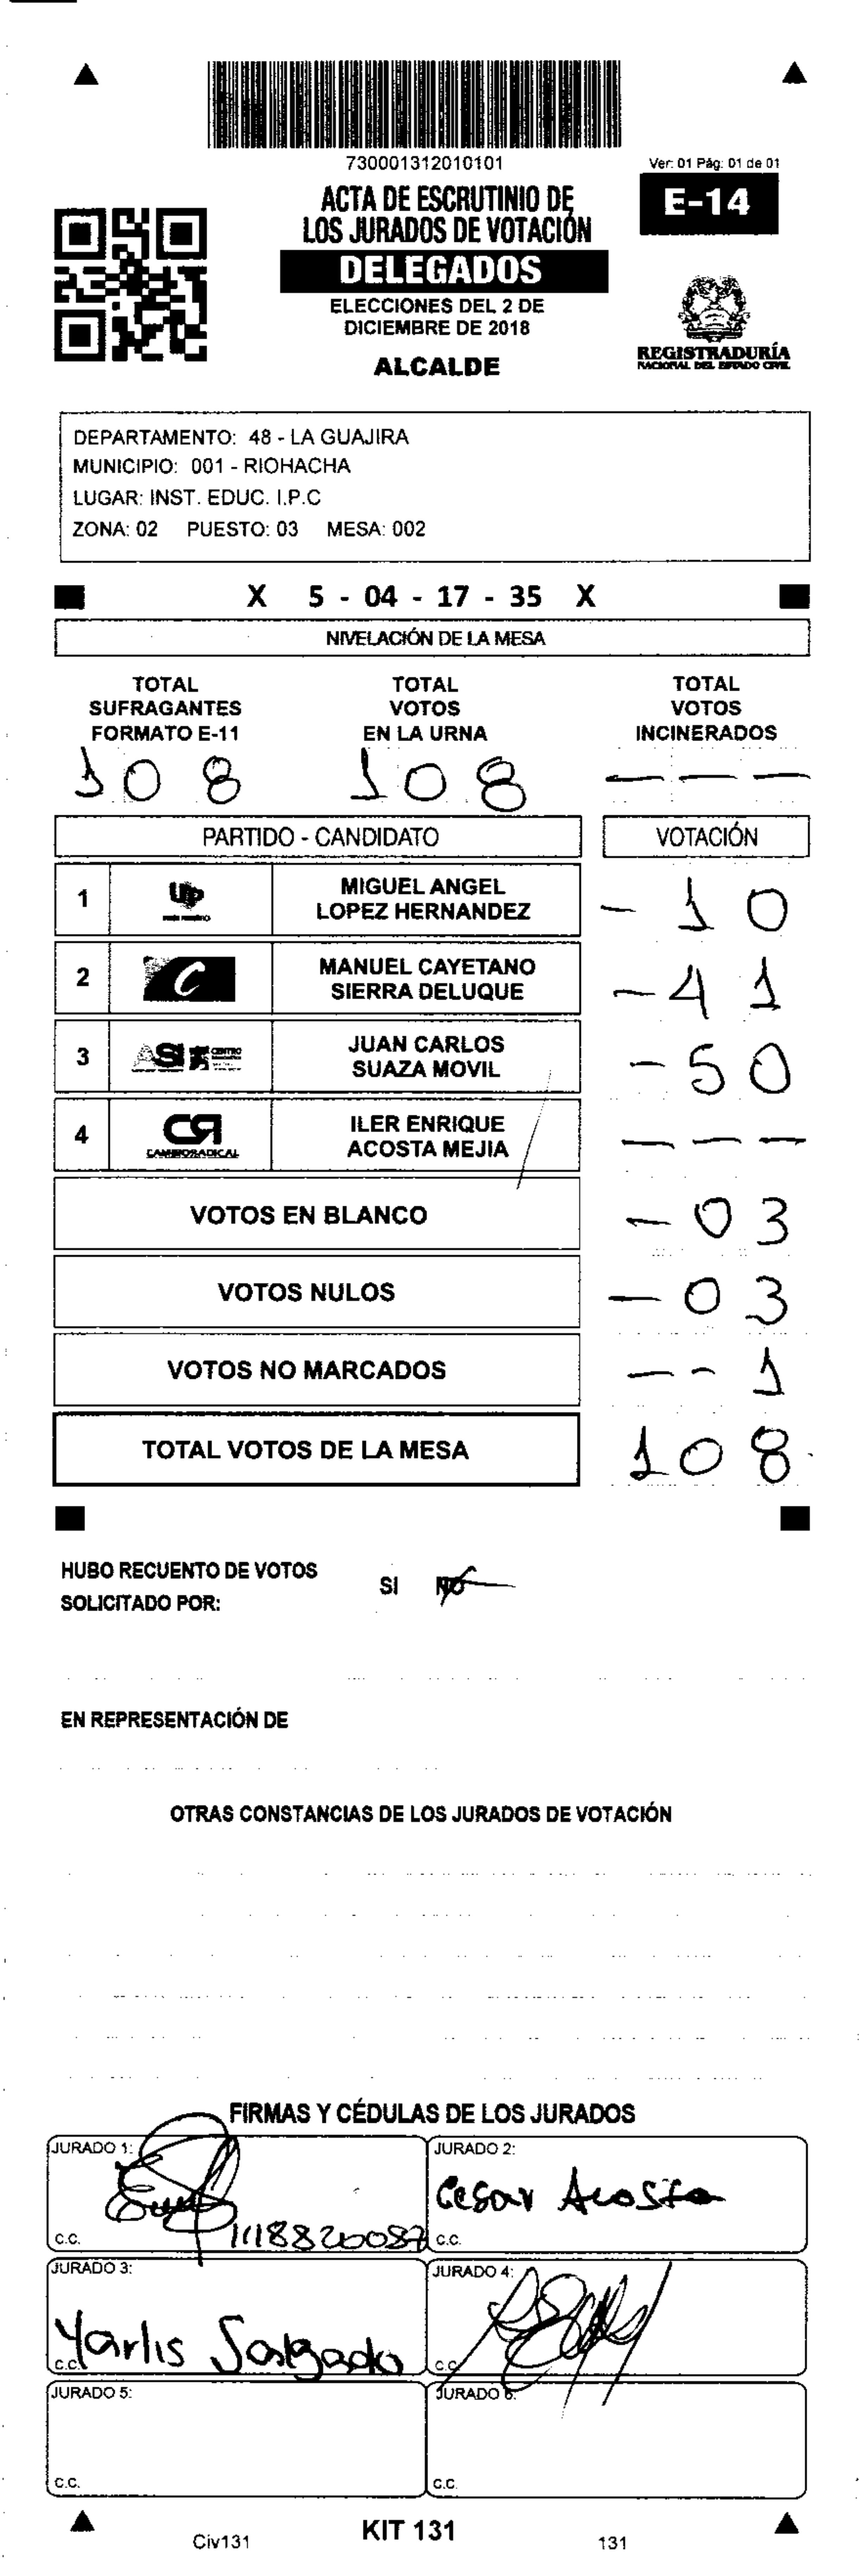 730001312010101
Ver: 01 Pág: 01 de 01
ACTA DE ESCRUTINIO DE
LOS JURADOS DE VOTACIÓN
E-14
DELEGADOS
ELECCIONES DEL 2 DE
DICIEMBRE DE 2018
ALCALDE
REGISTRADURÍA
NACIONAL DEL ESTADO CIVIL
DEPARTAMENTO: 48 - LA GUAJIRA
MUNICIPIO: 001 - RIOHACHA
LUGAR: INST. EDUC. I.P.C
ZONA: 02 PUESTO: 03 MESA: 002
X 5 - 04 - 17 - 35 X
NIVELACIÓN DE LA MESA
TOTAL SUFRAGANTES FORMATO E-11
TOTAL VOTOS EN LA URNA
TOTAL VOTOS INCINERADOS
108 108 - - -
PARTIDO - CANDIDATO VOTACIÓN
1 UP MIGUEL ANGEL LOPEZ HERNANDEZ - 10
2 C MANUEL CAYETANO SIERRA DELUQUE - 41
3 ASI JUAN CARLOS SUAZA MOVIL - 50
4 CR CAMBIO RADICAL ILER ENRIQUE ACOSTA MEJIA - - -
VOTOS EN BLANCO - 03
VOTOS NULOS - 03
VOTOS NO MARCADOS - - 1
TOTAL VOTOS DE LA MESA 108
HUBO RECUENTO DE VOTOS SI NO
SOLICITADO POR:
EN REPRESENTACIÓN DE
OTRAS CONSTANCIAS DE LOS JURADOS DE VOTACIÓN
FIRMAS Y CÉDULAS DE LOS JURADOS
JURADO 1:
C.C. 1118820087
JURADO 2:
Cesar Acosta
C.C.
JURADO 3:
Yarlis Salgado
C.C.
JURADO 4:
C.C.
JURADO 5:
C.C.
JURADO 6:
C.C.
Civ131 KIT 131 131